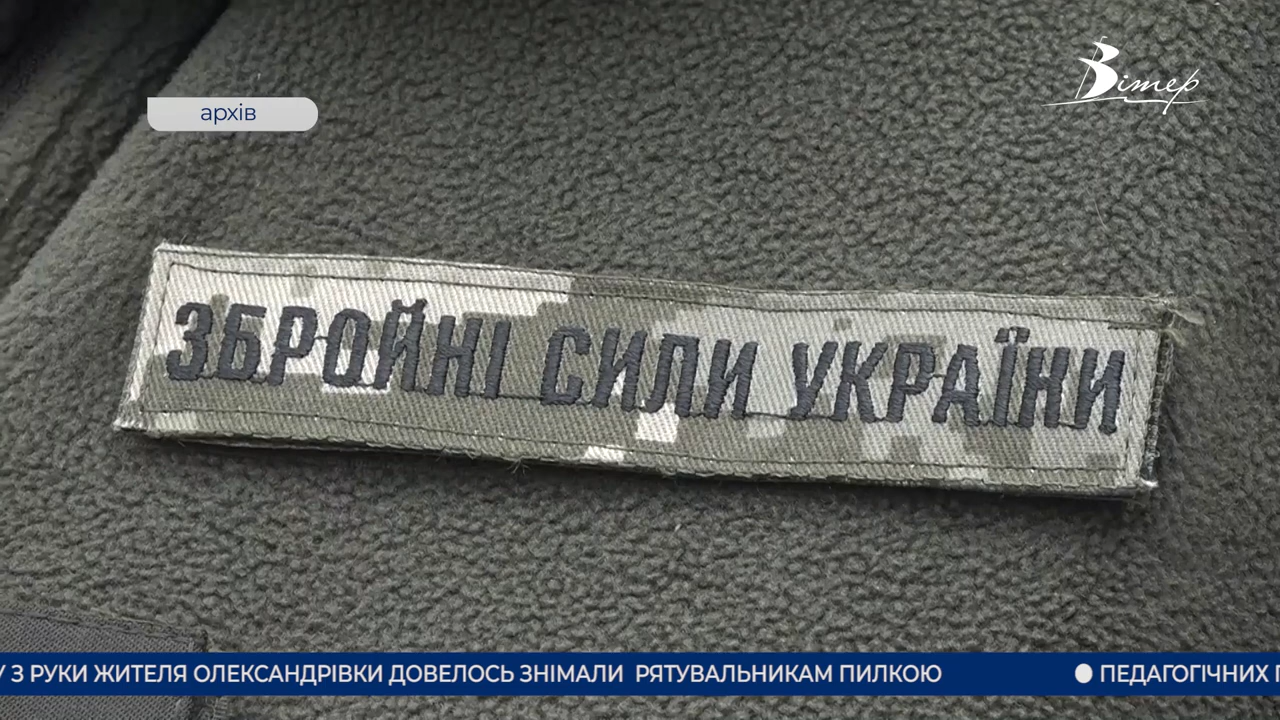 Вітер
архів
ЗБРОЙНІ СИЛИ УКРАЇНИ
У З РУКИ ЖИТЕЛЯ ОЛЕКСАНДРІВКИ ДОВЕЛОСЬ ЗНІМАЛИ РЯТУВАЛЬНИКАМ ПИЛКОЮ ● ПЕДАГОГІЧНИХ